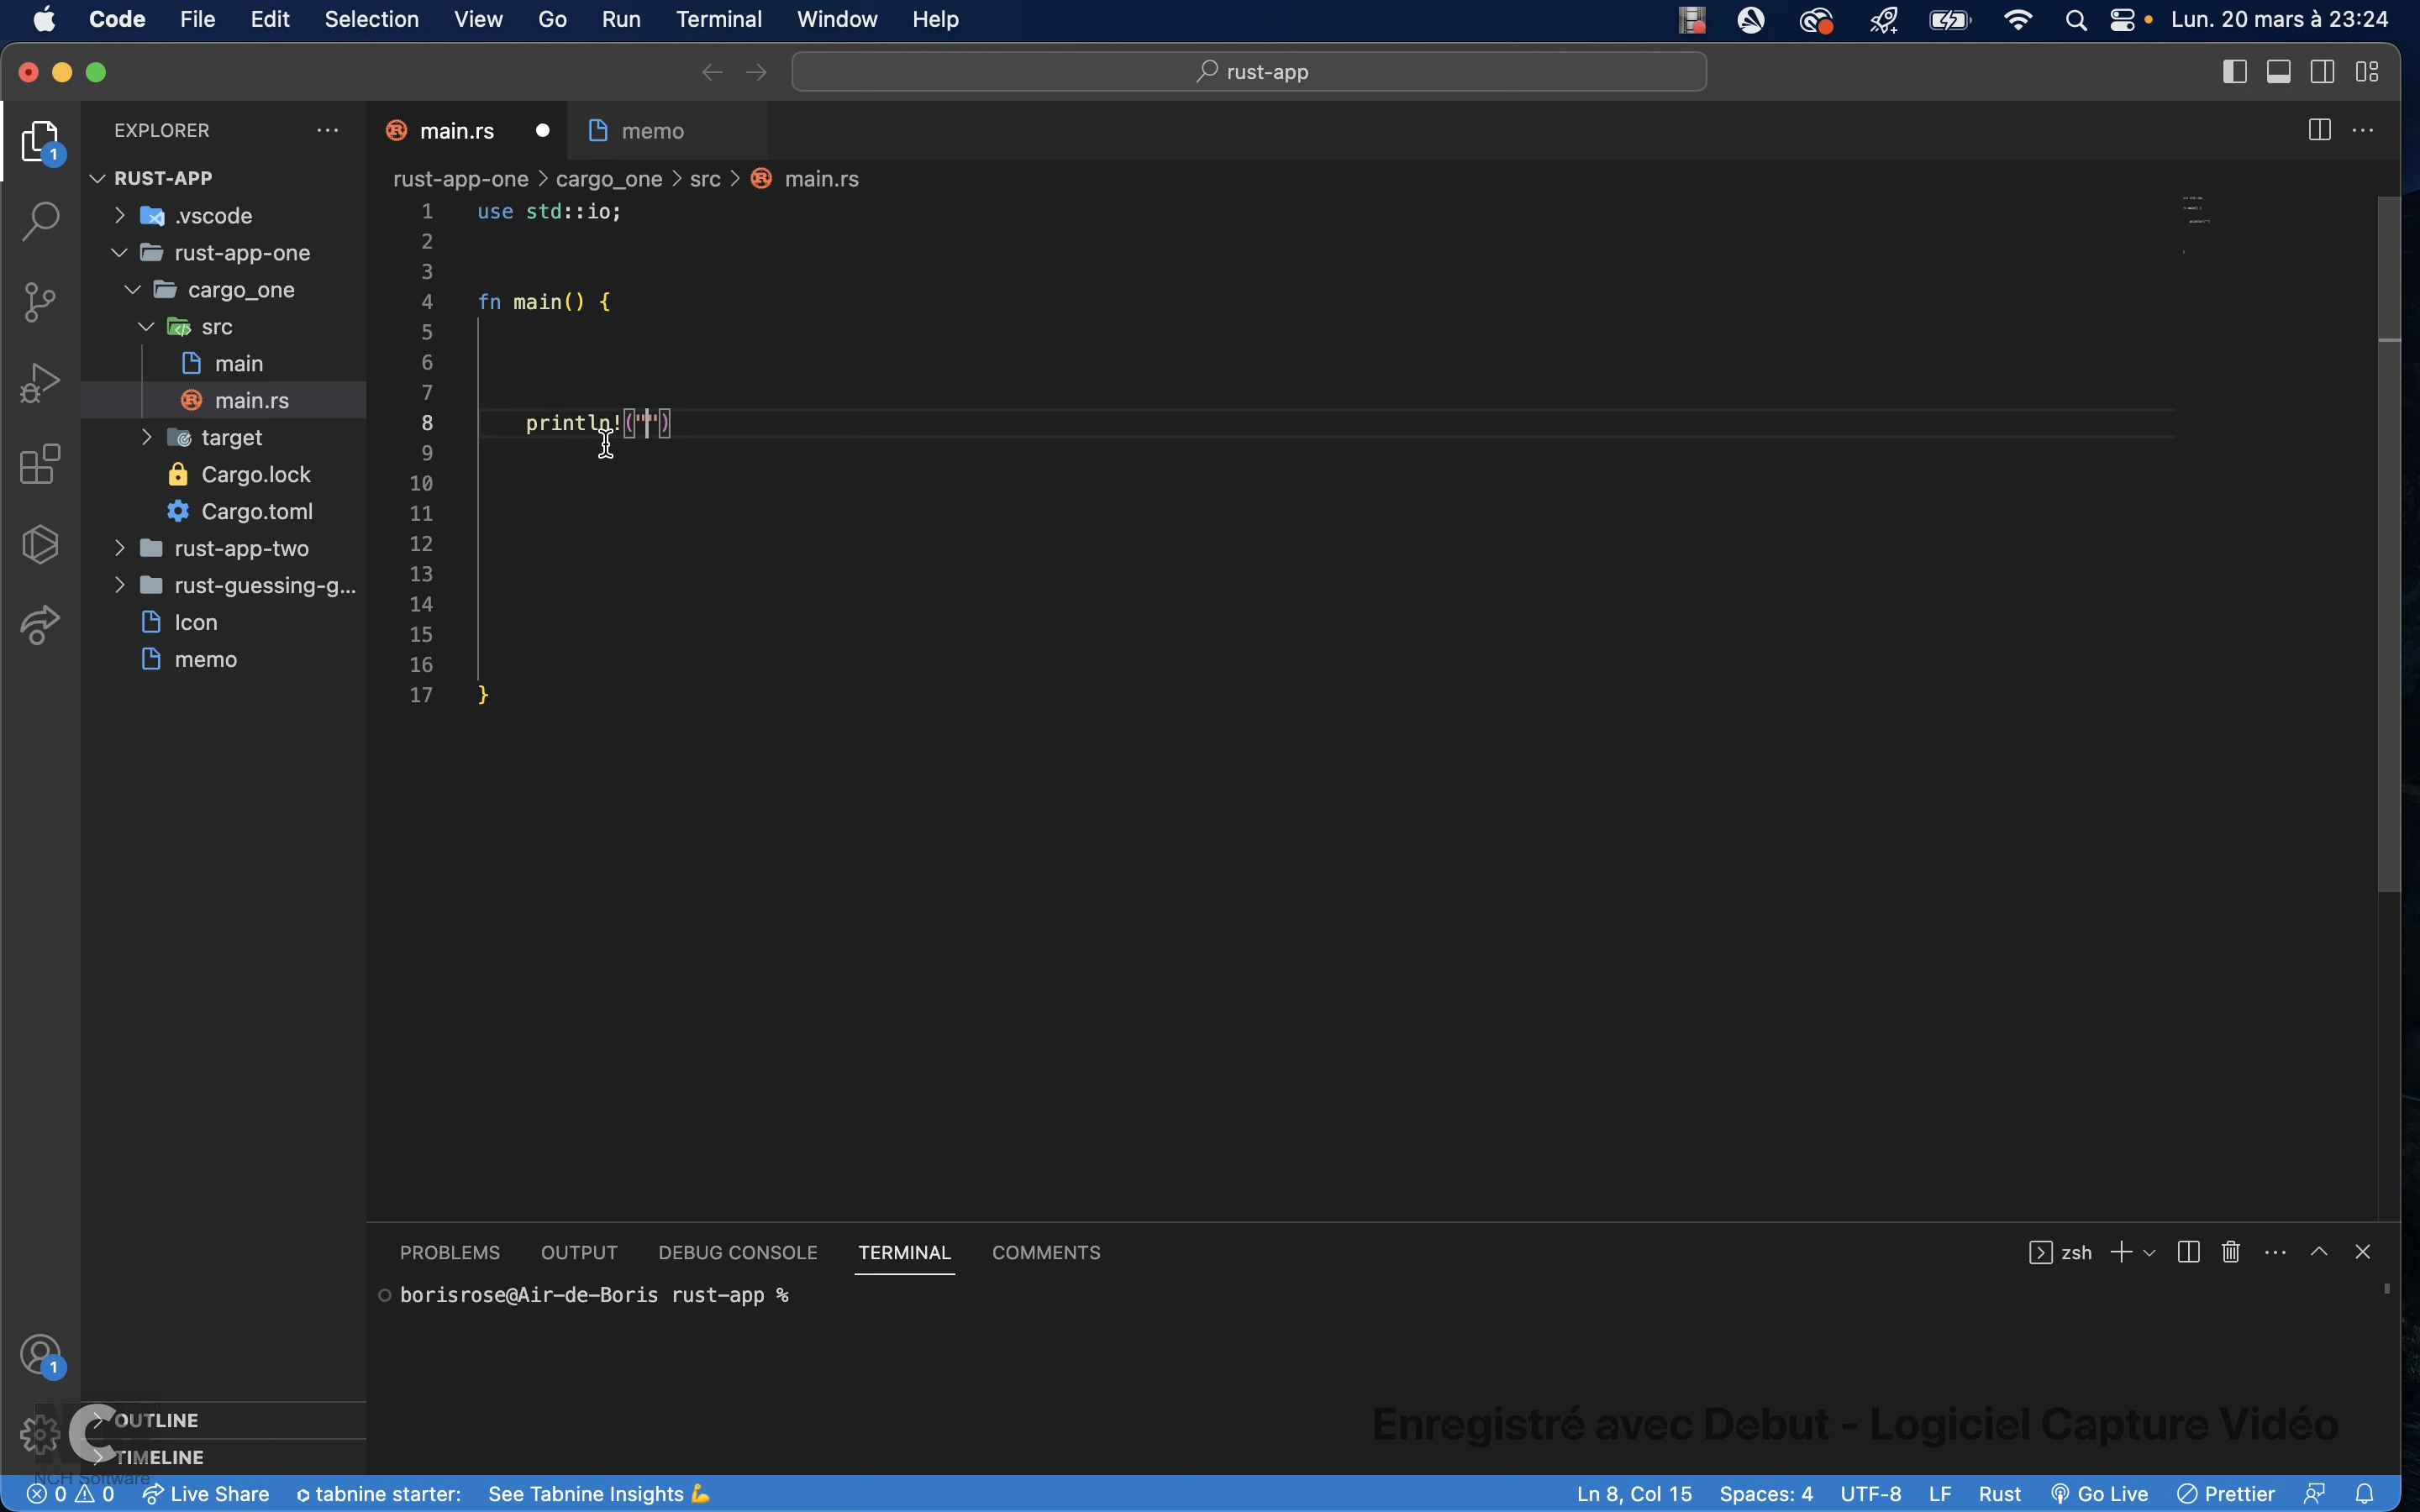 Code File Edit Selection View Go Run Terminal Window Help Lun. 20 mars à 23:24
rust-app
EXPLORER
main.rs memo
RUST-APP
rust-app-one > cargo_one > src > main.rs
.vscode
rust-app-one
cargo_one
src
main
main.rs
target
Cargo.lock
Cargo.toml
rust-app-two
rust-guessing-g...
Icon
memo
1 use std::io;
2
3
4 fn main() {
5
6
7
8 println!("")
9
10
11
12
13
14
15
16
17 }
PROBLEMS OUTPUT DEBUG CONSOLE TERMINAL COMMENTS zsh
borisrose@Air-de-Boris rust-app %
1
1
OUTLINE
TIMELINE
NCH Software
Enregistré avec Debut - Logiciel Capture Vidéo
0 0 Live Share tabnine starter: See Tabnine Insights Ln 8, Col 15 Spaces: 4 UTF-8 LF Rust Go Live Prettier